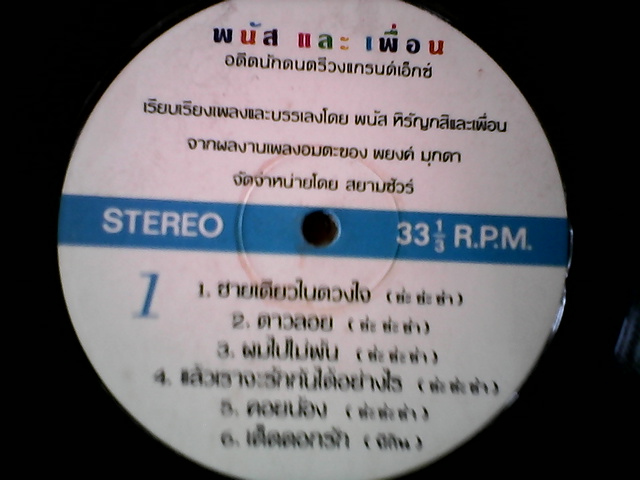 พนัส และ เพื่อน
อดีตนักดนตรีวงแกรนด์เอ็กซ์
เรียบเรียงเพลงและบรรเลงโดย พนัส หิรัญกสิและเพื่อน
จากผลงานเพลงอมตะของ พยงค์ มุกดา
จัดจำหน่ายโดย สยามซัวร์
STEREO
33 1/3 R.P.M.
1
1. ชายเดียวในดวงใจ (ช่ะ ช่ะ ช่า)
2. ดาวลอย (ช่ะ ช่ะ ช่า)
3. ผมไปไม่พ้น (ช่ะ ช่ะ ช่า)
4. แล้วเราจะรักกันได้อย่างไร (ช่ะ ช่ะ ช่า)
5. คอยน้อง (ช่ะ ช่ะ ช่า)
6. เด็ดดอกรัก (บีกิน)